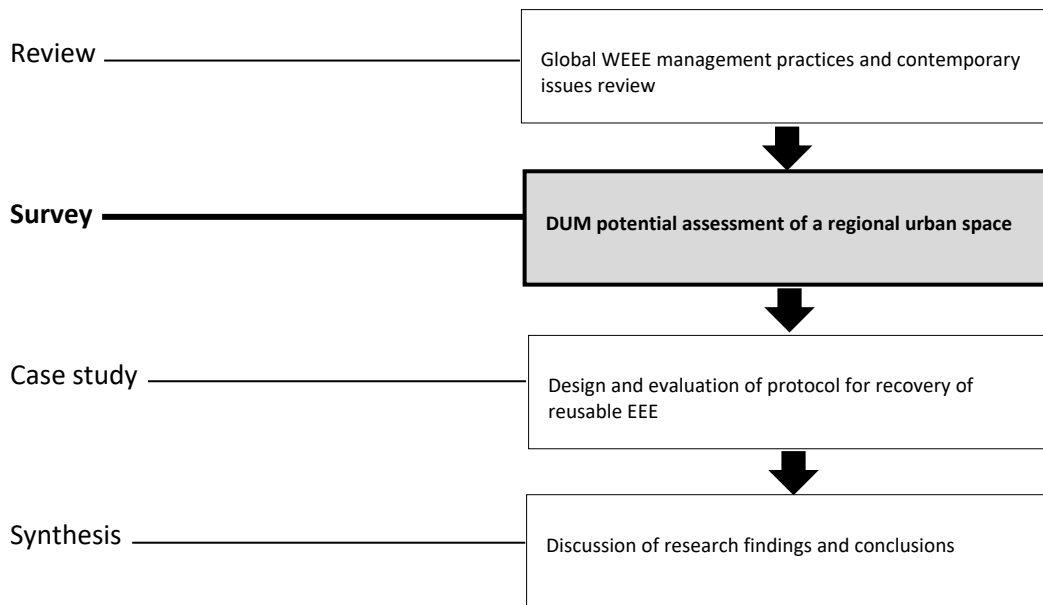 Review
Global WEEE management practices and contemporary
issues review
Survey
DUM potential assessment of a regional urban space
Case study
Design and evaluation of protocol for recovery of
reusable EEE
Synthesis
Discussion of research findings and conclusions